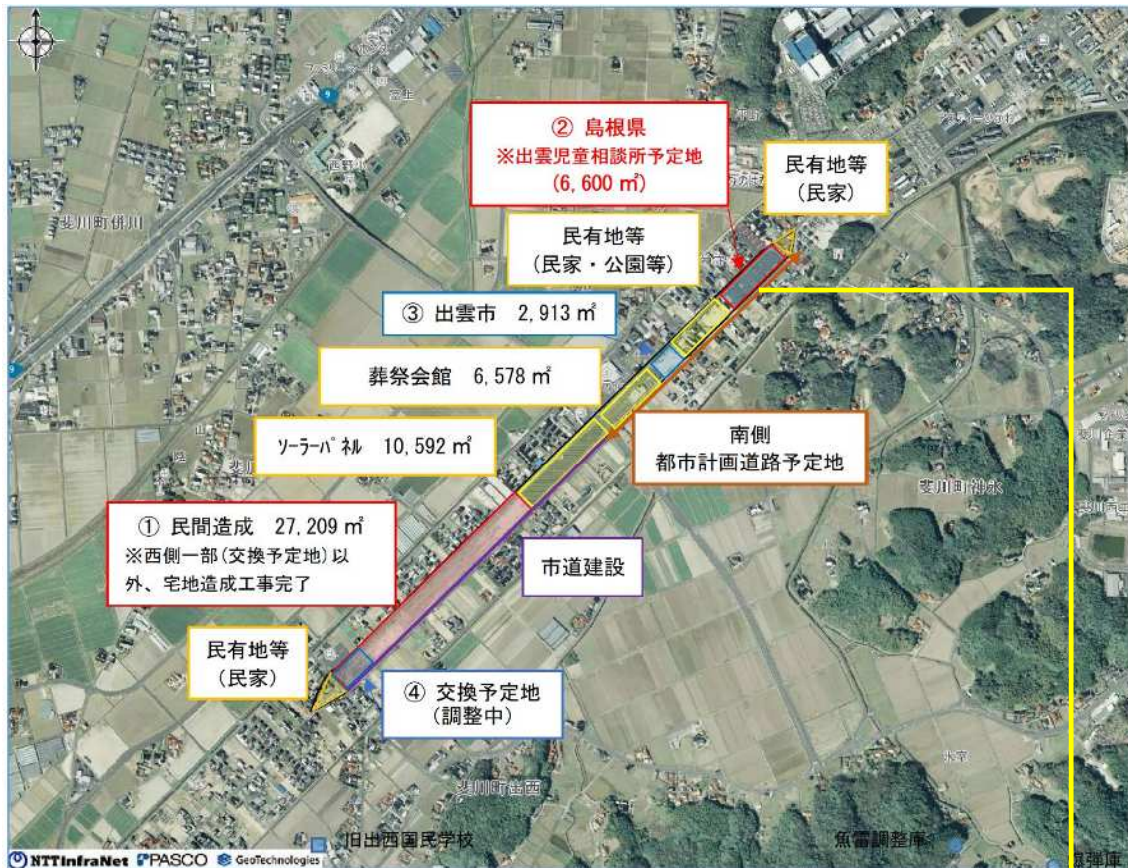 ② 島根県
※出雲児童相談所予定地
(6,600 ㎡)
民有地等
(民家)
民有地等
(民家・公園等)
③ 出雲市 2,913 ㎡
葬祭会館 6,578 ㎡
ソーラーパネル 10,592 ㎡
南側
都市計画道路予定地
① 民間造成 27,209 ㎡
※西側一部(交換予定地)以
外、宅地造成工事完了
市道建設
民有地等
(民家)
④ 交換予定地
(調整中)
斐川町併川
斐川町神氷
氷室
斐川町出西
旧出西国民学校
魚雷調整庫
9
9
NTTInfraNet PASCO GeoTechnologies